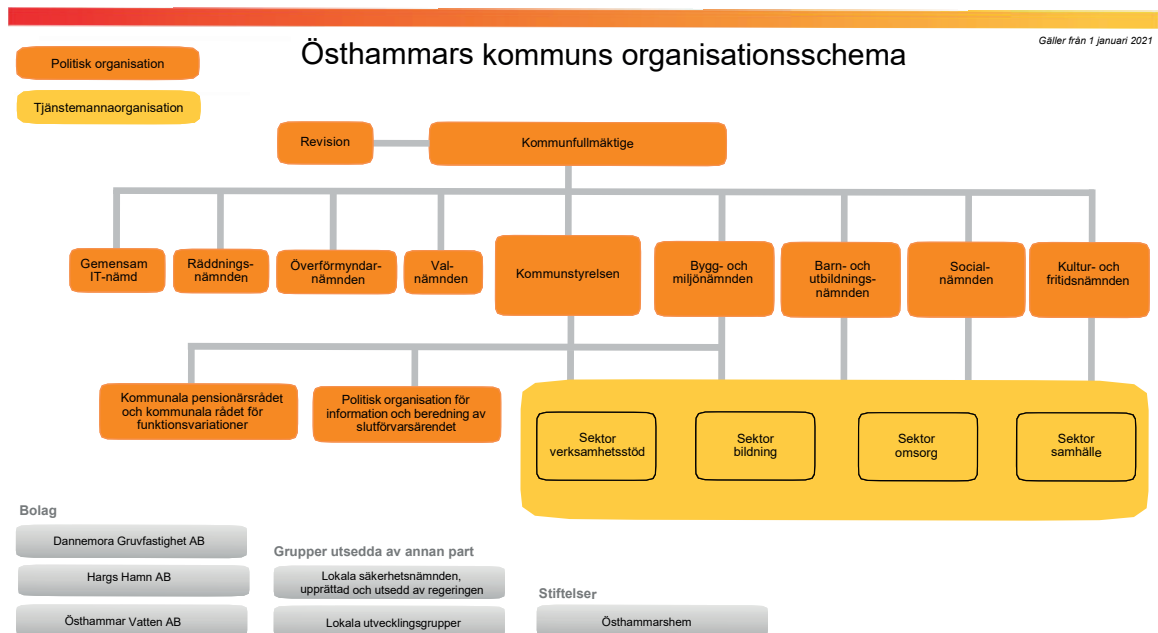 Östhammars kommuns organisationsschema
Gäller från 1 januari 2021
Politisk organisation
Tjänstemannaorganisation
Revision
Kommunfullmäktige
Gemensam
IT-nämd
Räddnings-
nämnden
Överförmyndar-
nämnden
Val-
nämnden
Kommunstyrelsen
Bygg- och
miljönämnden
Barn- och
utbildnings-
nämnden
Social-
nämnden
Kultur- och
fritidsnämnden
Kommunala pensionärsrådet
och kommunala rådet för
funktionsvariationer
Politisk organisation för
information och beredning av
slutförvarsärendet
Sektor
verksamhetsstöd
Sektor
bildning
Sektor
omsorg
Sektor
samhälle
Bolag
Dannemora Gruvfastighet AB
Hargs Hamn AB
Östhammar Vatten AB
Grupper utsedda av annan part
Lokala säkerhetsnämnden,
upprättad och utsedd av regeringen
Lokala utvecklingsgrupper
Stiftelser
Östhammarshem